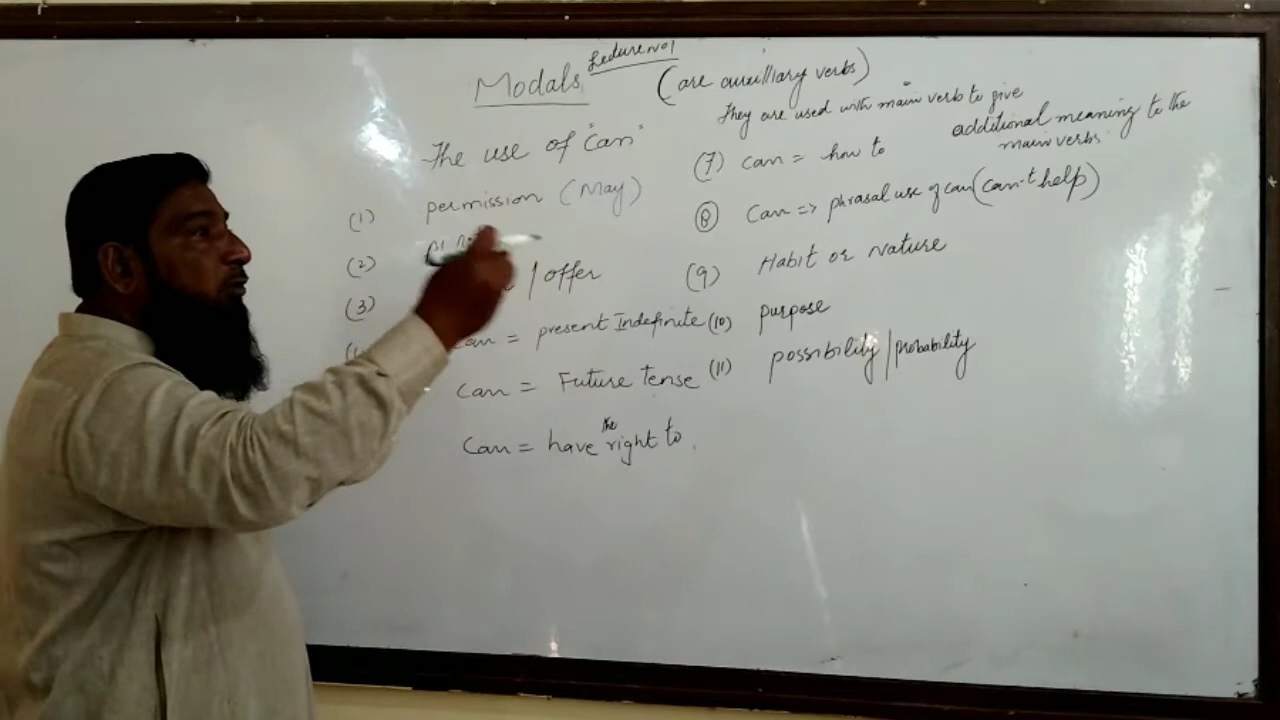 Lecture no 1
Modals (are auxilliary verbs)
They are used with main verb to give
additional meaning to the
main verbs
The use of "can"
(1) permission (May)
(2)
(3) / offer
can = present Indefinite
can = Future tense
Can = have the right to.
(7) can = how to
(8) Can => phrasal use of can (can't help)
(9) Habit or Nature
(10) purpose
(11) possibility / probability